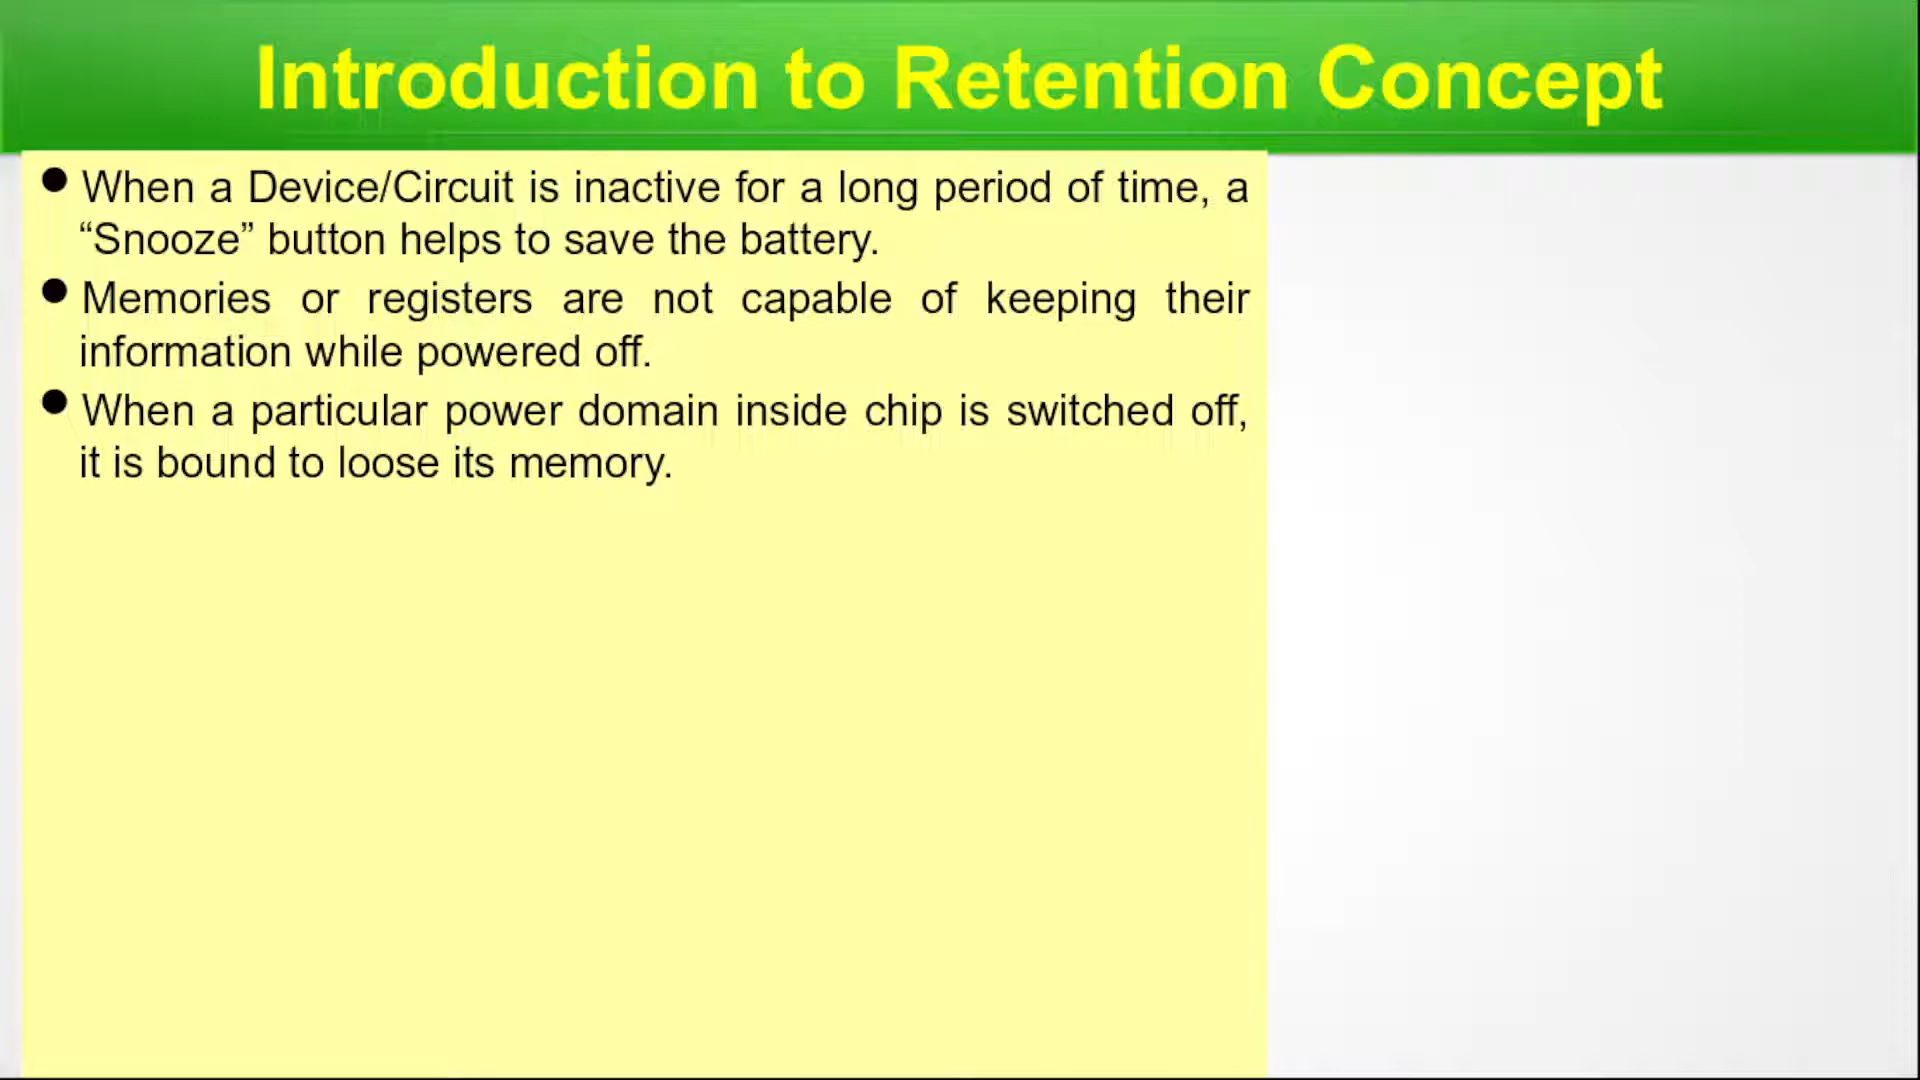 Introduction to Retention Concept
● When a Device/Circuit is inactive for a long period of time, a
“Snooze” button helps to save the battery.
● Memories or registers are not capable of keeping their
information while powered off.
● When a particular power domain inside chip is switched off,
it is bound to loose its memory.